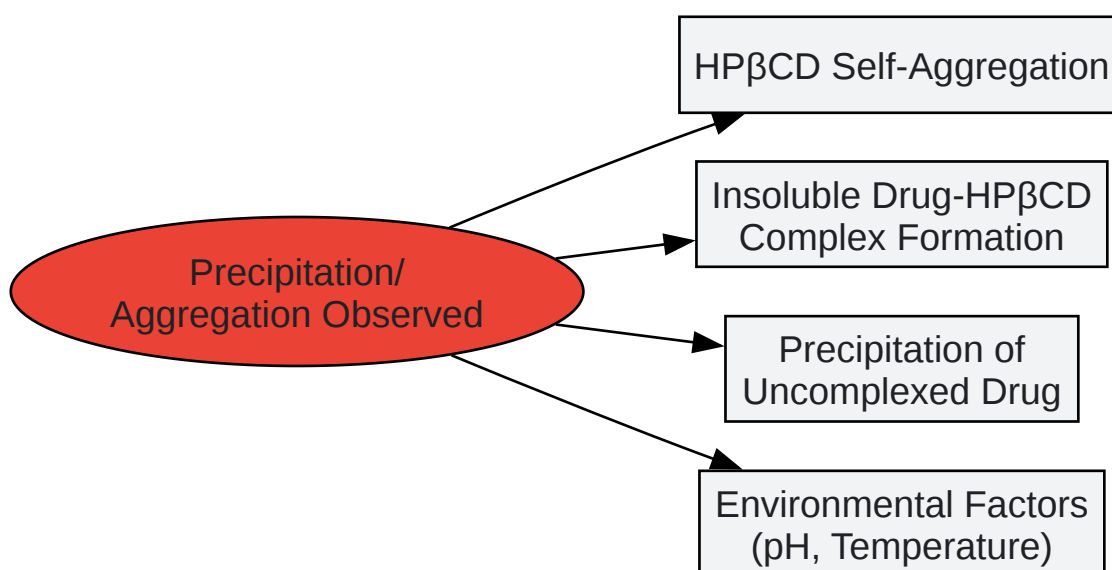 HPβCD Self-Aggregation
Insoluble Drug-HPβCD
Complex Formation
Precipitation/
Aggregation Observed
Precipitation of
Uncomplexed Drug
Environmental Factors
(pH, Temperature)